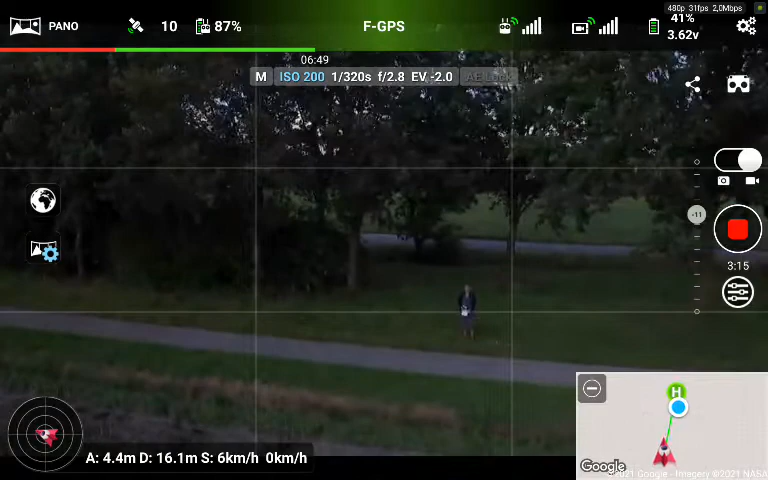 480p 31fps 2,0Mbps
PANO
10
87%
F-GPS
41%
3.62v
06:49
M ISO 200 1/320s f/2.8 EV -2.0 AE Lock
-11
3:15
H
A: 4.4m D: 16.1m S: 6km/h 0km/h
Google
©2021 Google - Imagery ©2021 NASA